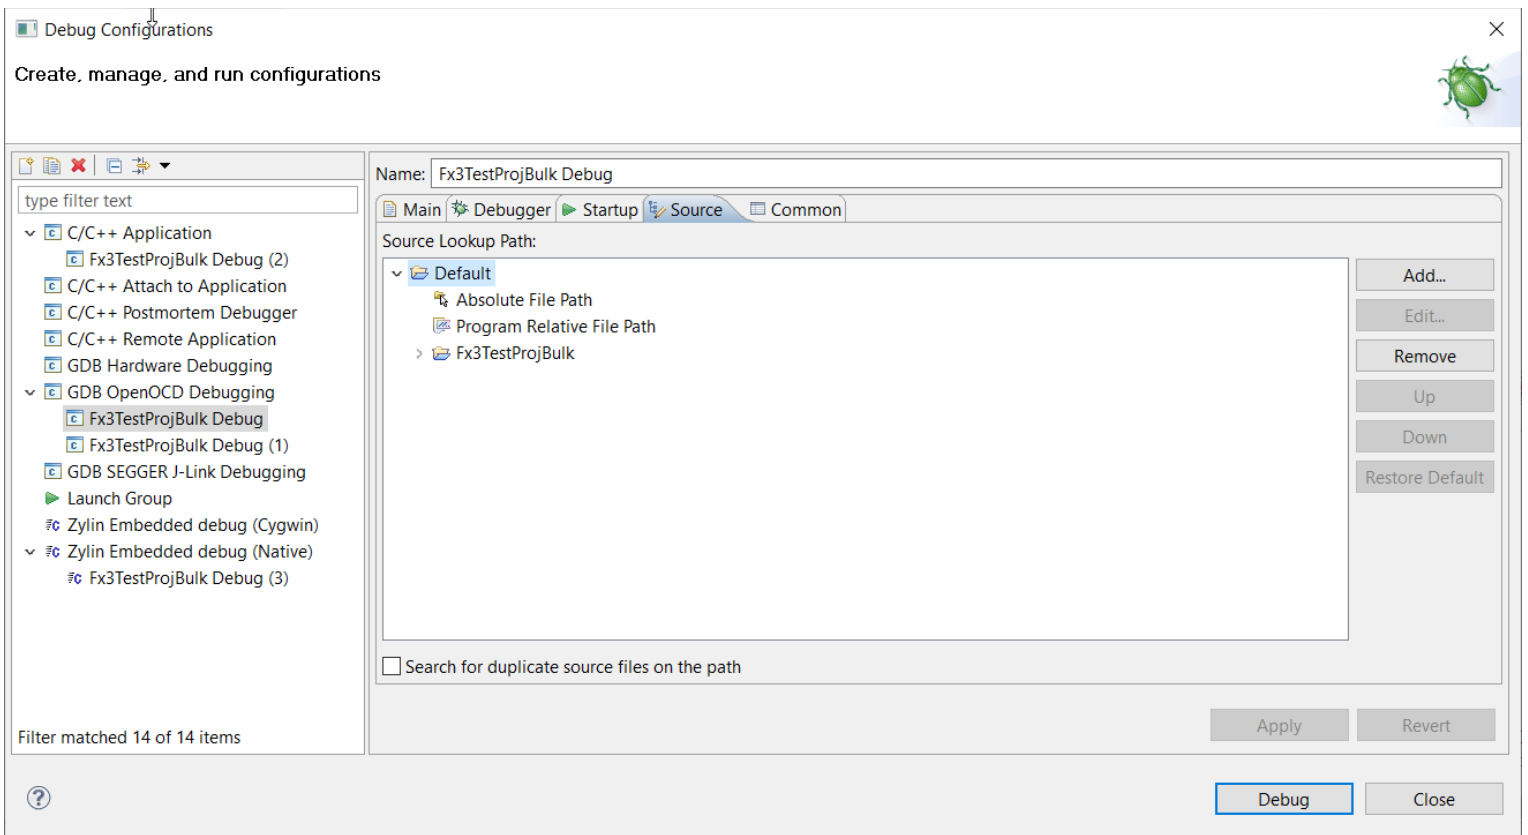 Debug Configurations
Create, manage, and run configurations
type filter text
C/C++ Application
Fx3TestProjBulk Debug (2)
C/C++ Attach to Application
C/C++ Postmortem Debugger
C/C++ Remote Application
GDB Hardware Debugging
GDB OpenOCD Debugging
Fx3TestProjBulk Debug
Fx3TestProjBulk Debug (1)
GDB SEGGER J-Link Debugging
Launch Group
Zylin Embedded debug (Cygwin)
Zylin Embedded debug (Native)
Fx3TestProjBulk Debug (3)
Filter matched 14 of 14 items
Name: Fx3TestProjBulk Debug
Main Debugger Startup Source Common
Source Lookup Path:
Default
Absolute File Path
Program Relative File Path
Fx3TestProjBulk
Add...
Edit...
Remove
Up
Down
Restore Default
Search for duplicate source files on the path
Apply Revert
Debug Close